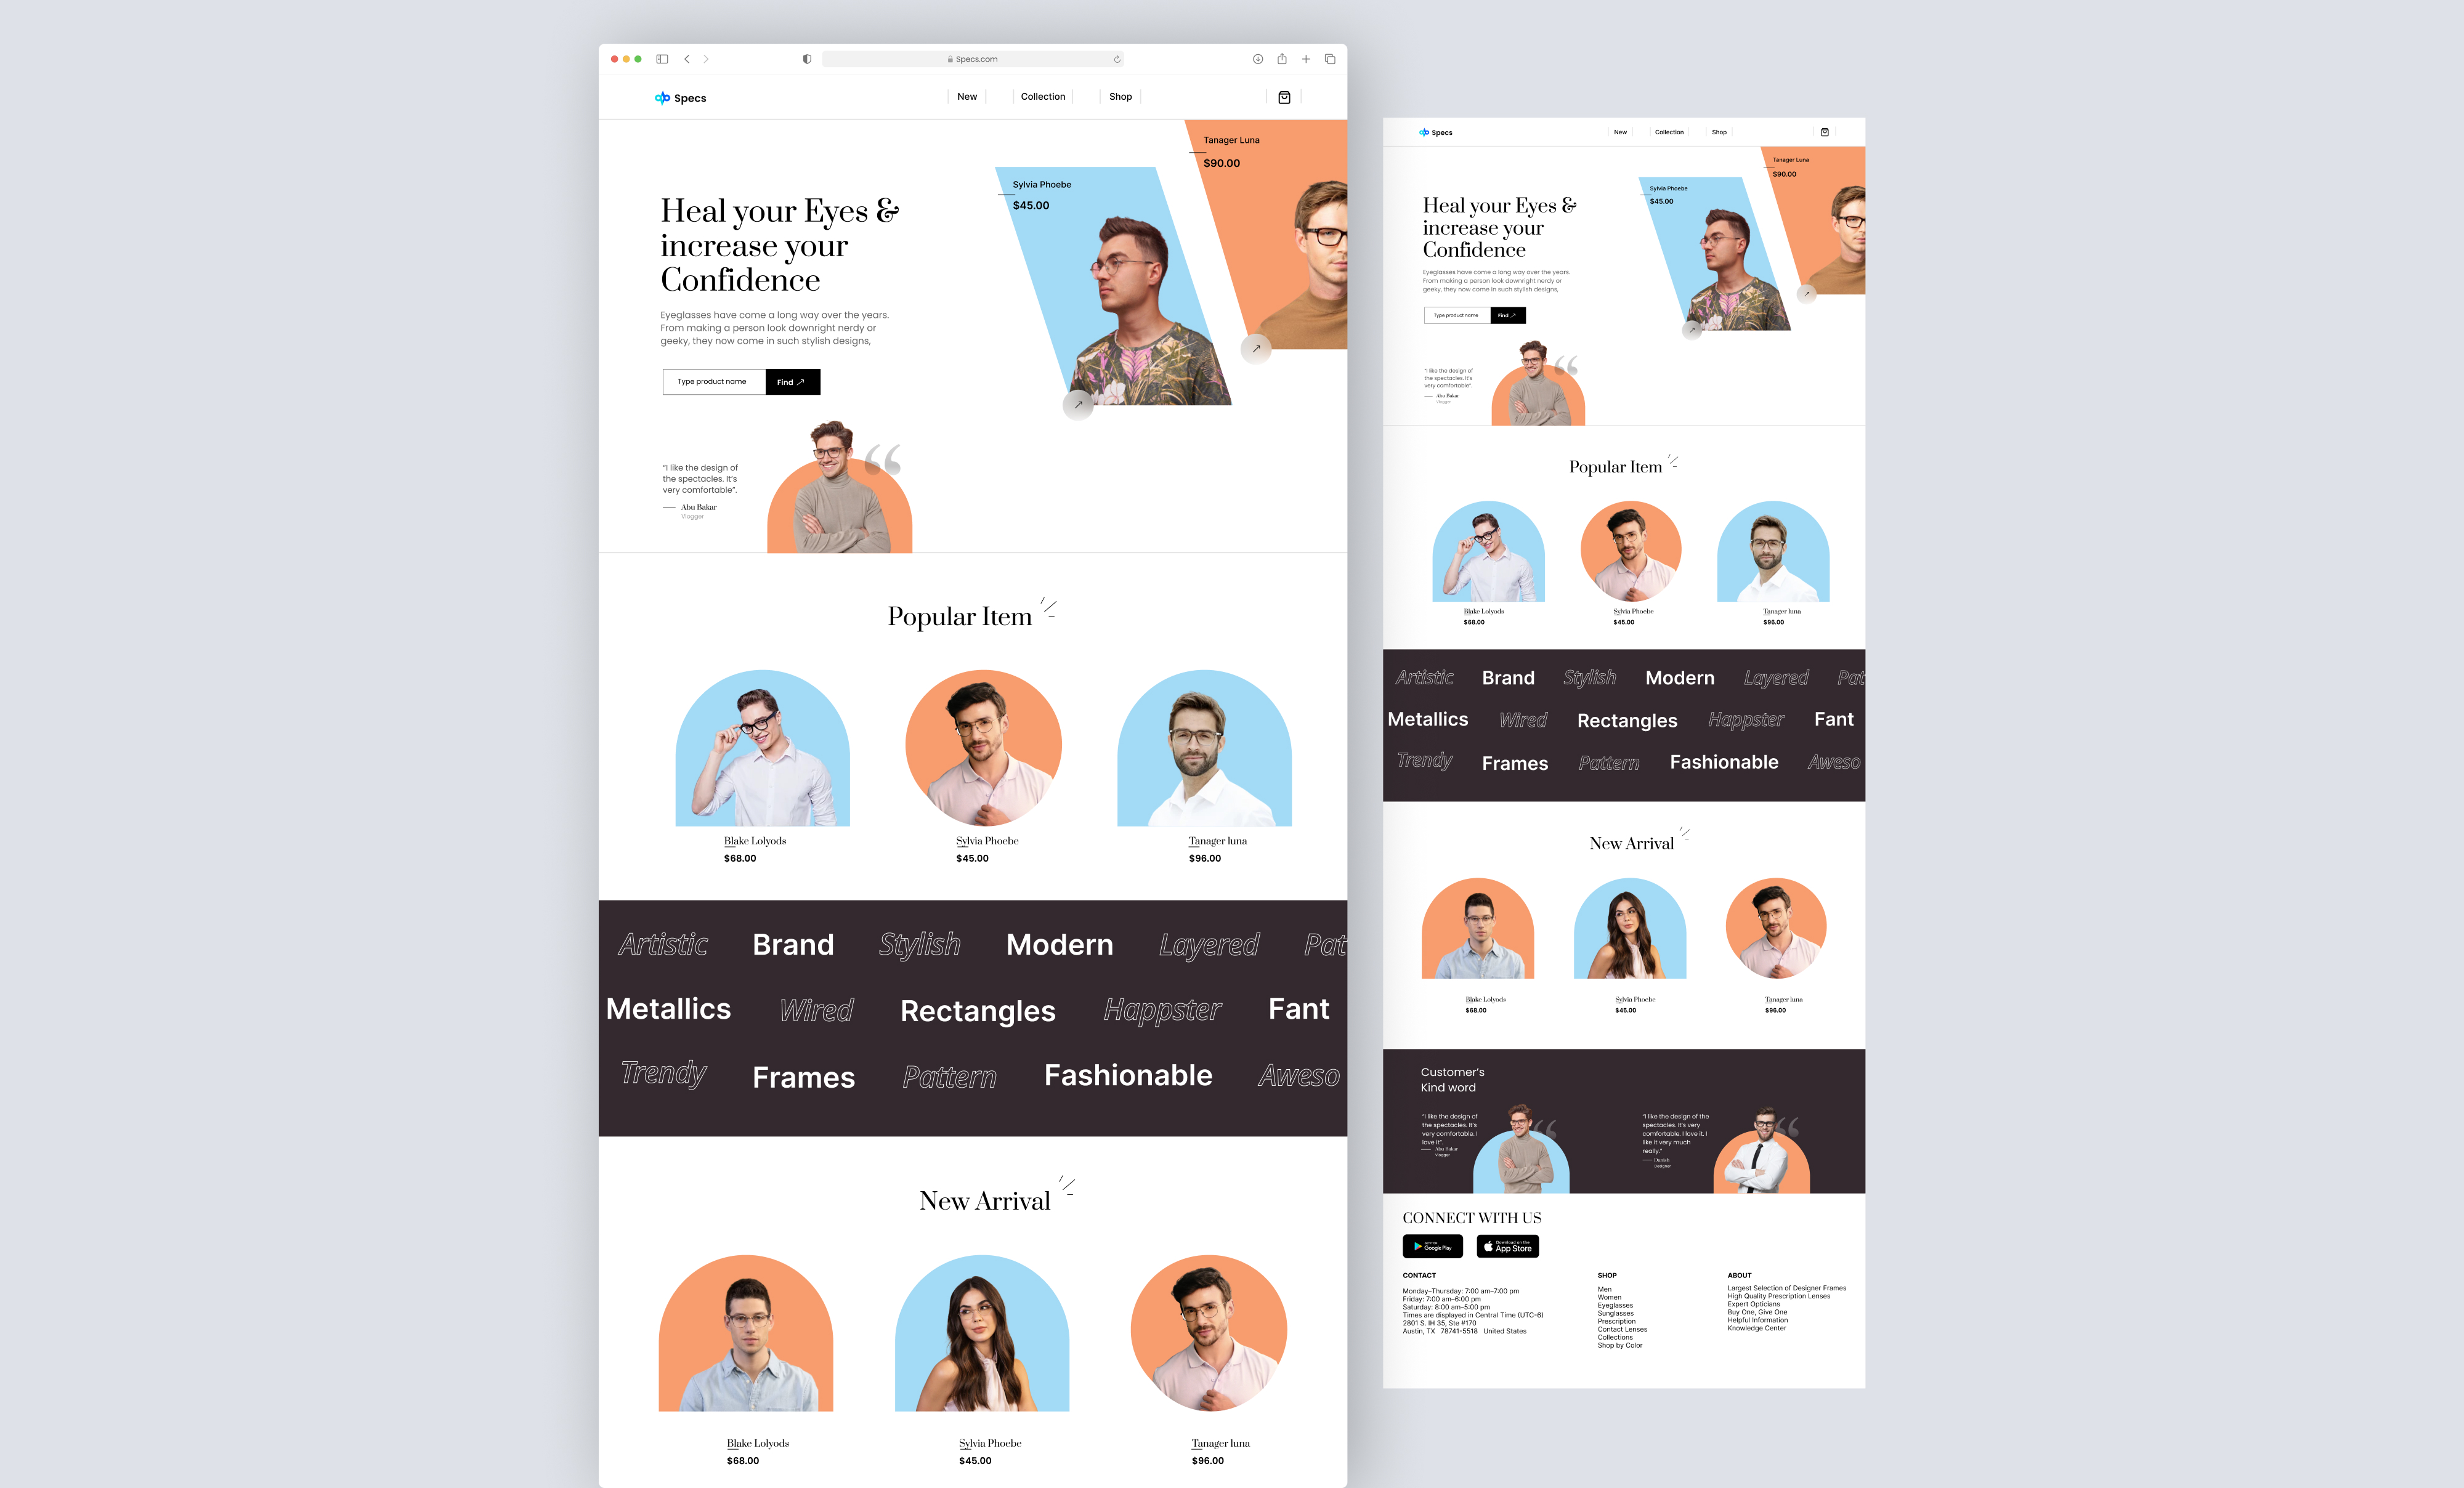 Specs.com
Specs
New
Collection
Shop
Tanager Luna
$90.00
Sylvia Phoebe
$45.00
Heal your Eyes &
increase your
Confidence
Eyeglasses have come a long way over the years.
From making a person look downright nerdy or
geeky, they now come in such stylish designs,
Type product name
Find
“I like the design of
the spectacles. It’s
very comfortable”.
Abu Bakar
Vlogger
Popular Item
Blake Lolyods
$68.00
Sylvia Phoebe
$45.00
Tanager luna
$96.00
Artistic Brand Stylish Modern Layered Pat
Metallics Wired Rectangles Happster Fant
Trendy Frames Pattern Fashionable Aweso
New Arrival
Blake Lolyods
$68.00
Sylvia Phoebe
$45.00
Tanager luna
$96.00
Specs
New
Collection
Shop
Tanager Luna
$90.00
Sylvia Phoebe
$45.00
Heal your Eyes &
increase your
Confidence
Eyeglasses have come a long way over the years.
From making a person look downright nerdy or
geeky, they now come in such stylish designs,
Type product name
Find
“I like the design of
the spectacles. It’s
very comfortable”.
Abu Bakar
Vlogger
Popular Item
Blake Lolyods
$68.00
Sylvia Phoebe
$45.00
Tanager luna
$96.00
Artistic Brand Stylish Modern Layered Pat
Metallics Wired Rectangles Happster Fant
Trendy Frames Pattern Fashionable Aweso
New Arrival
Blake Lolyods
$68.00
Sylvia Phoebe
$45.00
Tanager luna
$96.00
Customer’s
Kind word
“I like the design of
the spectacles. It’s
very comfortable. I
love it”.
Abu Bakar
Vlogger
“I like the design of the
spectacles. It’s very
comfortable. I love it. I
like it very much
really.”
Danish
Designer
CONNECT WITH US
GET IT ON
Google Play
Download on the
App Store
CONTACT
Monday–Thursday: 7:00 am–7:00 pm
Friday: 7:00 am–6:00 pm
Saturday: 8:00 am–5:00 pm
Times are displayed in Central Time (UTC-6)
2801 S. IH 35, Ste #170
Austin, TX 78741-5518 United States
SHOP
Men
Women
Eyeglasses
Sunglasses
Prescription
Contact Lenses
Collections
Shop by Color
ABOUT
Largest Selection of Designer Frames
High Quality Prescription Lenses
Expert Opticians
Buy One, Give One
Helpful Information
Knowledge Center